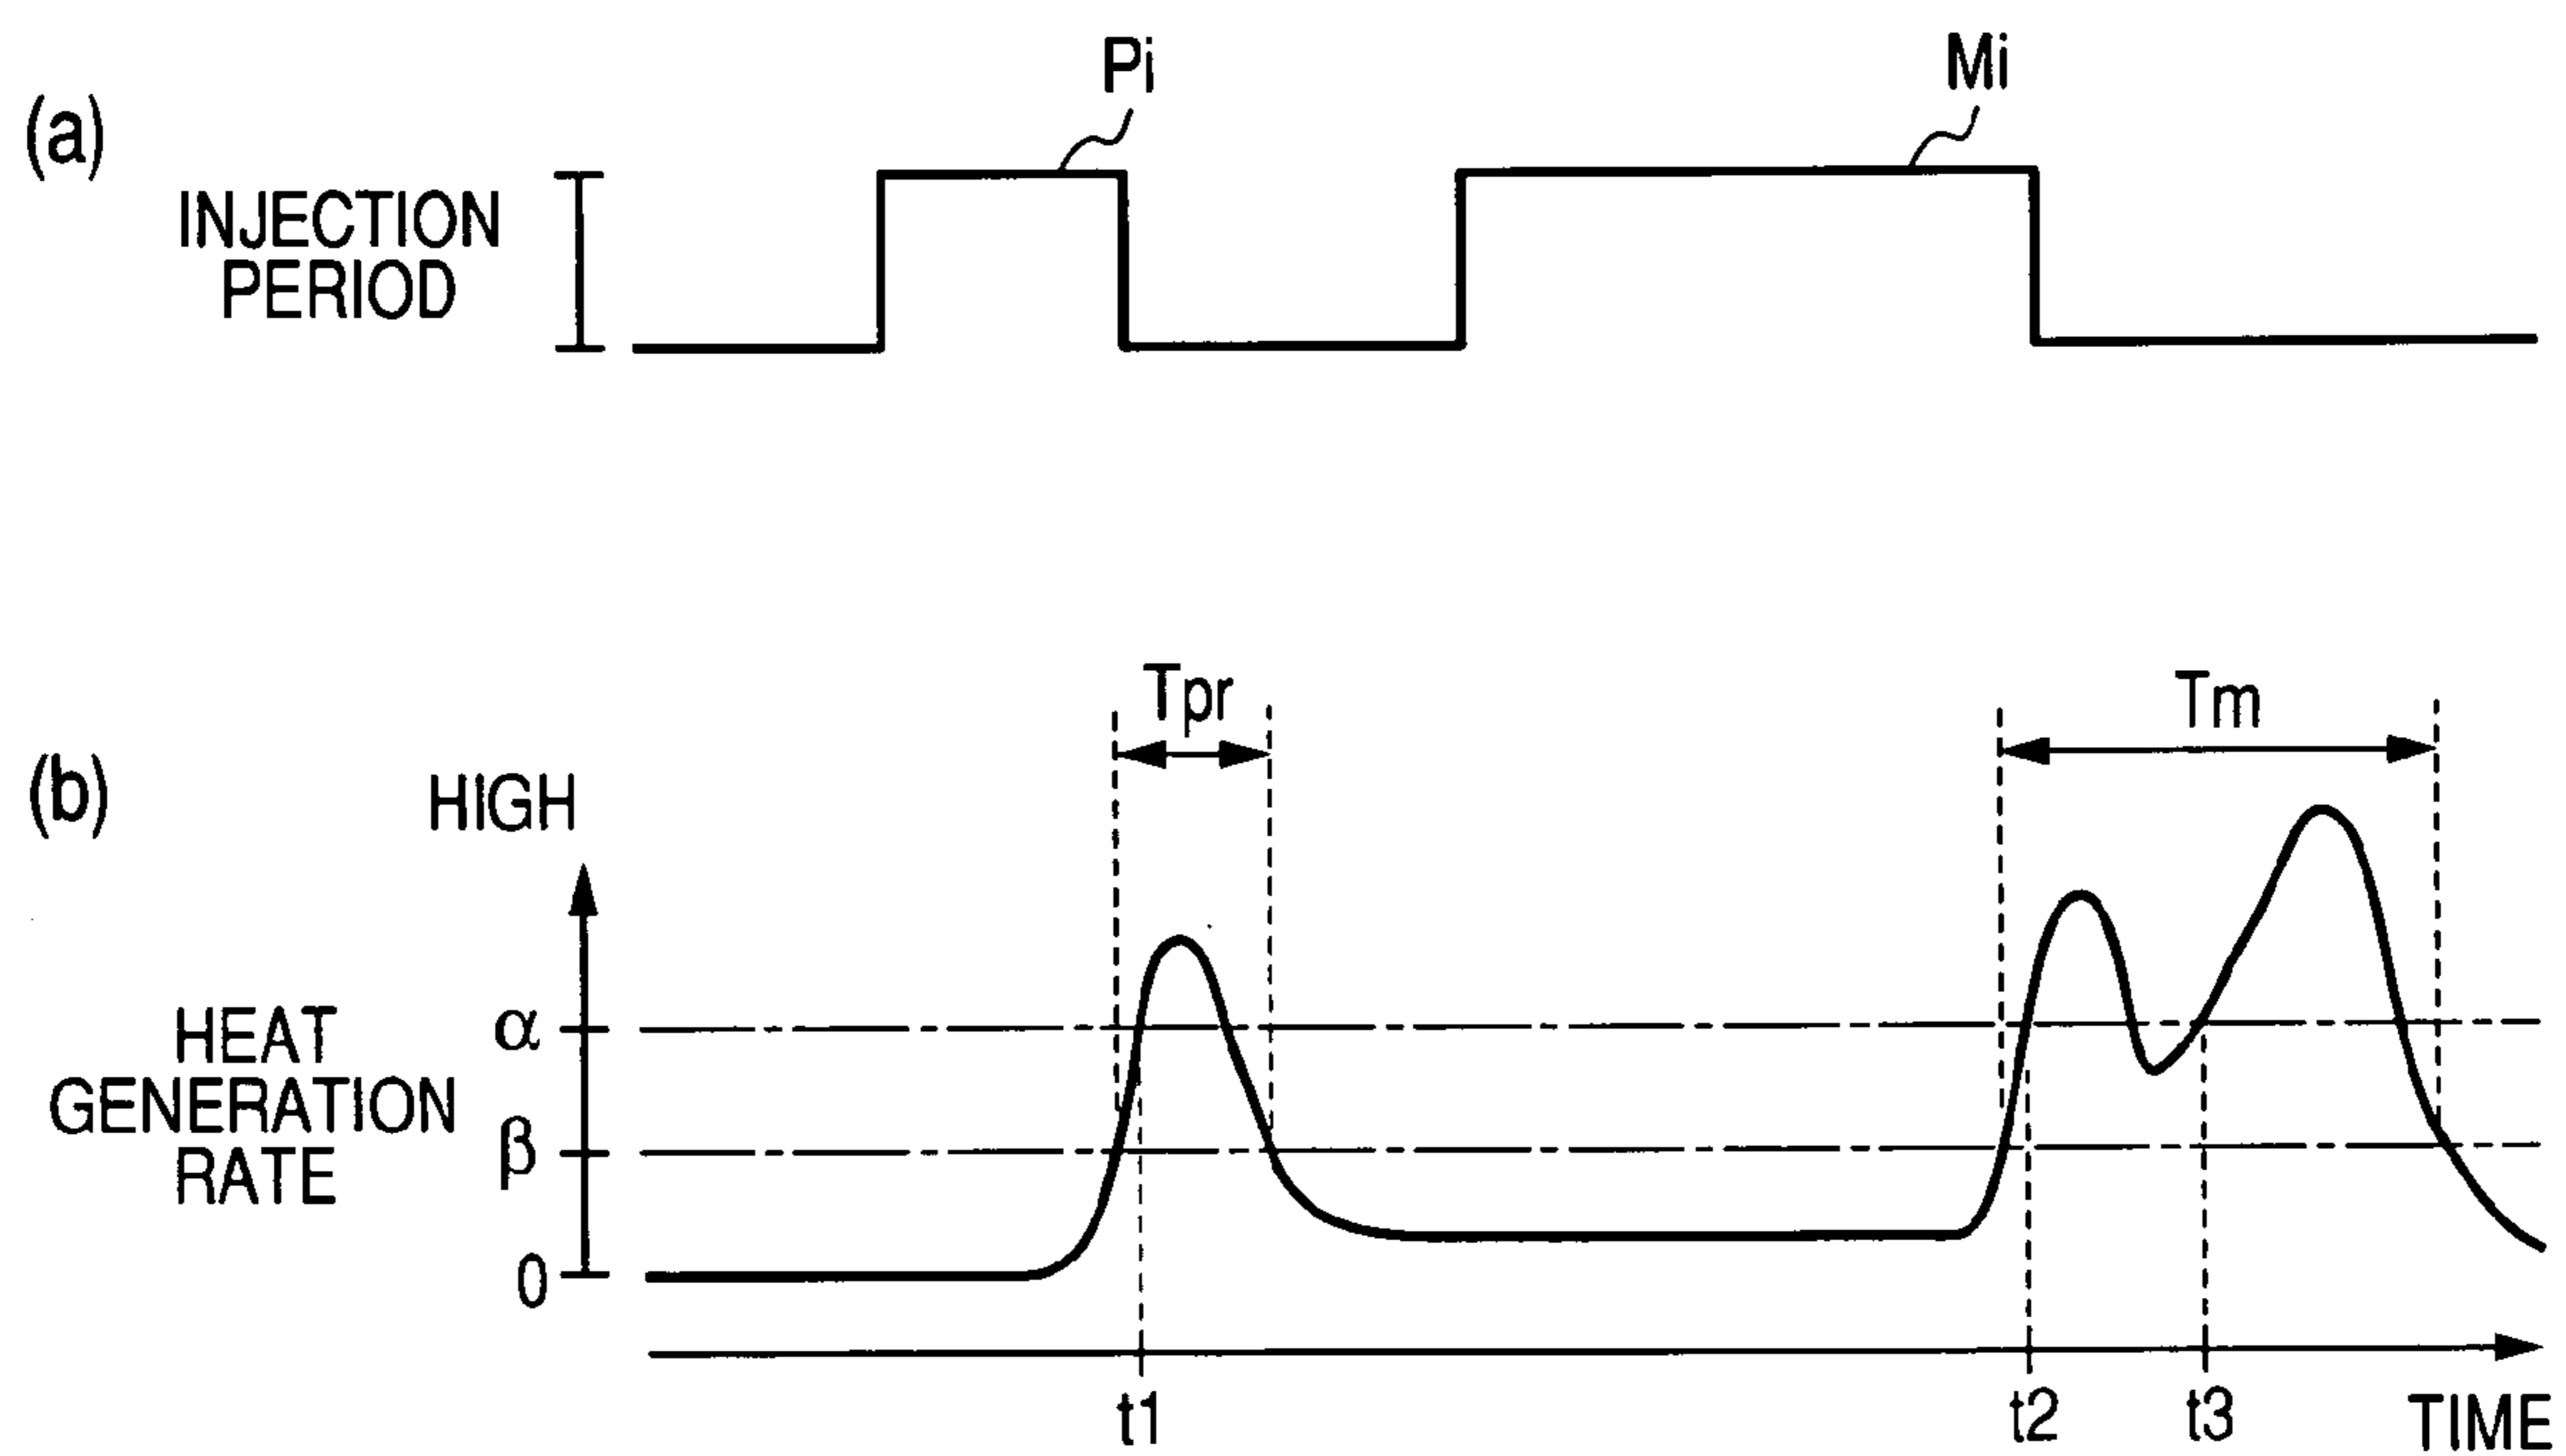 (a)
Pi
Mi
INJECTION
PERIOD
(b)
HIGH
Tpr
Tm
HEAT
GENERATION
RATE
α
β
0
t1
t2
t3
TIME